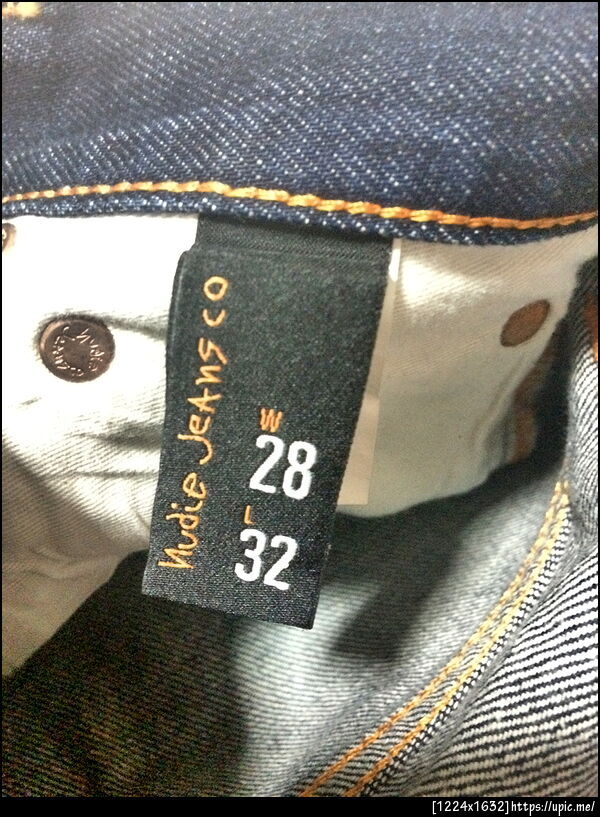 nudie JeAns co
W
28
L
32
[1224x1632]https://upic.me/